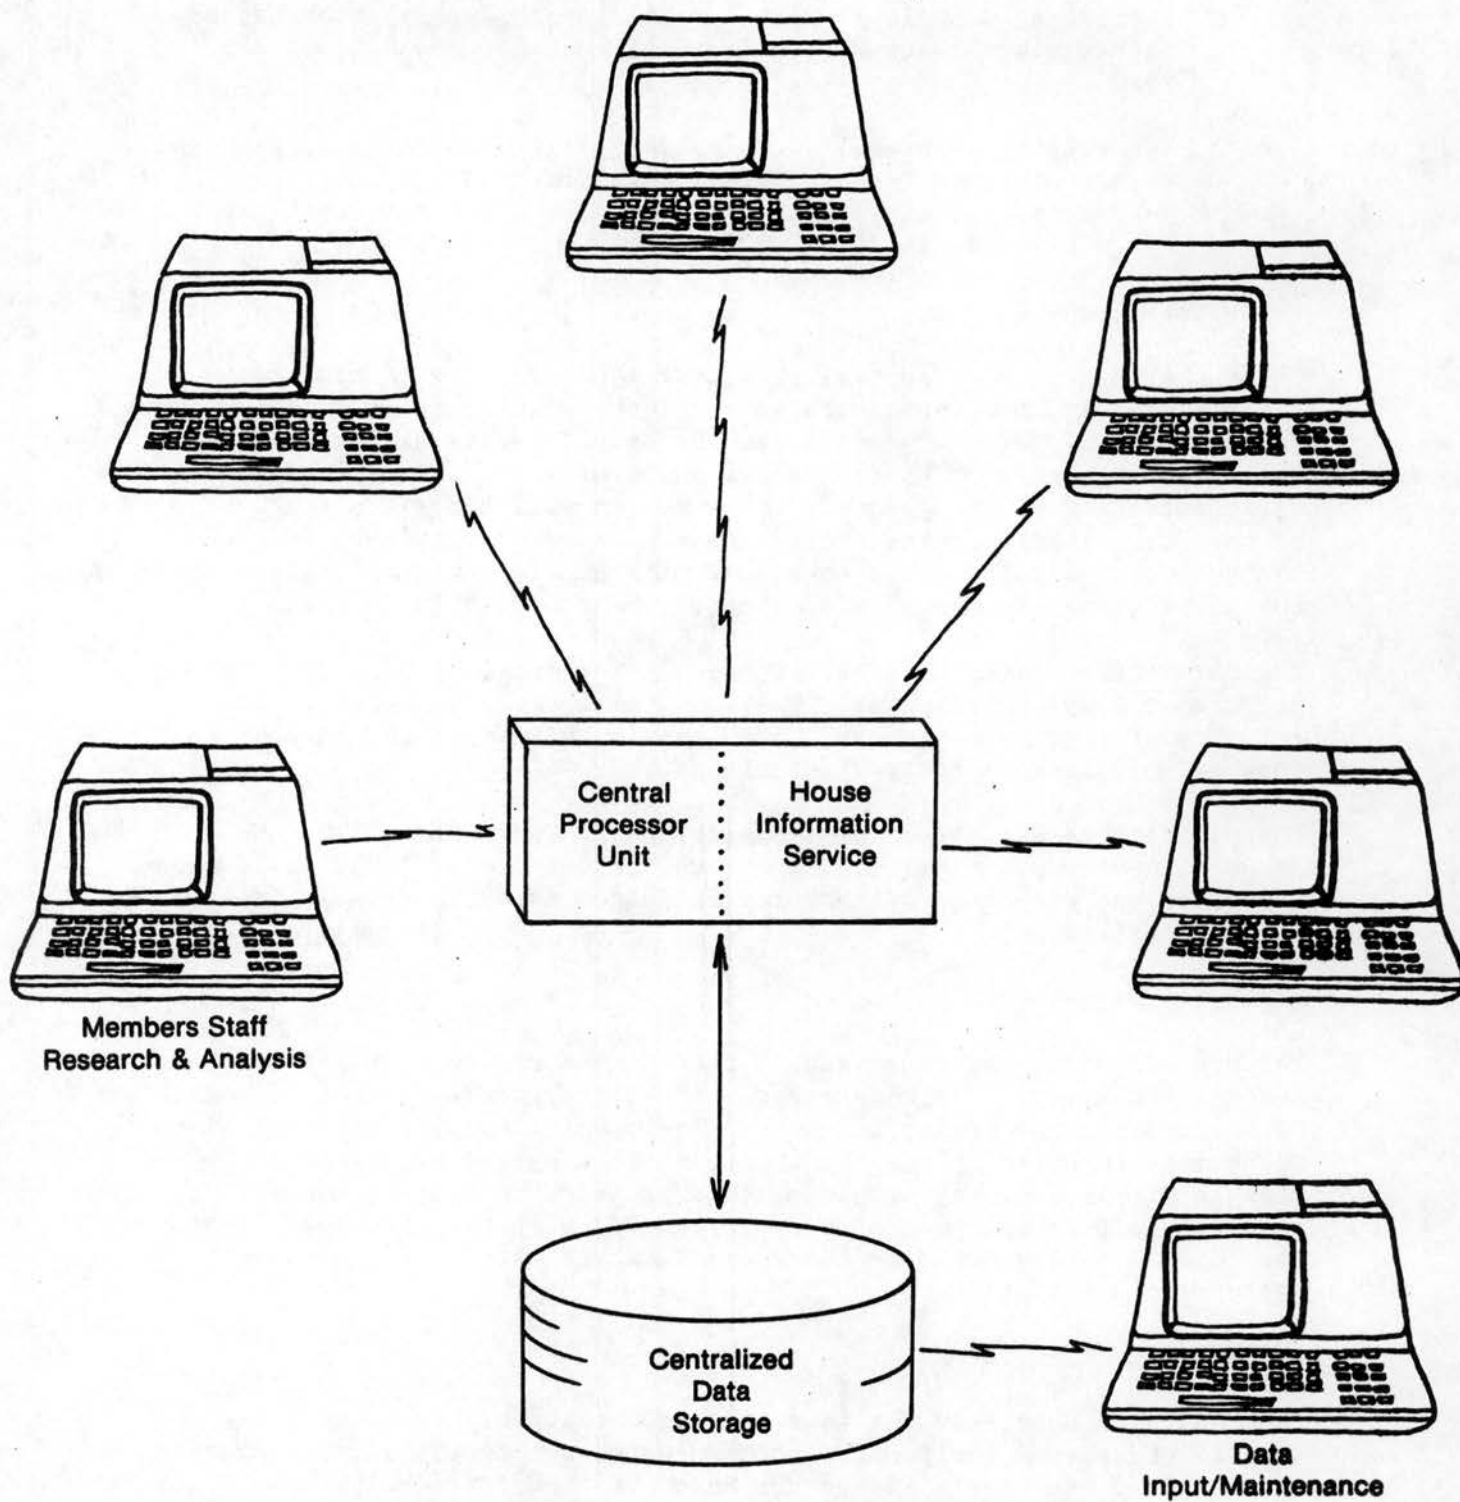 Central
Processor
Unit
House
Information
Service
Members Staff
Research & Analysis
Centralized
Data
Storage
Data
Input/Maintenance